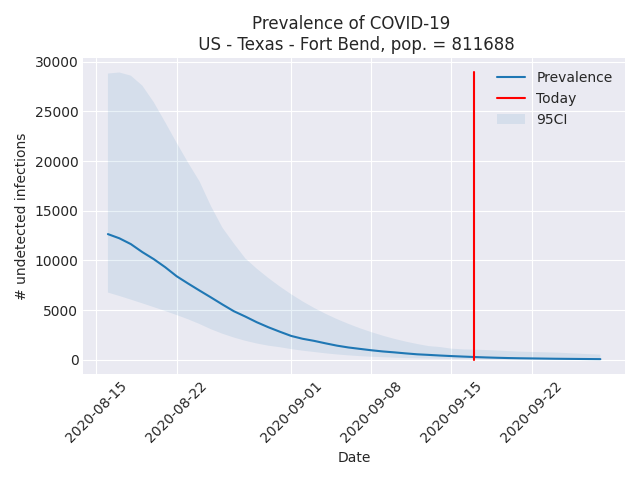 Prevalence of COVID-19
US - Texas - Fort Bend, pop. = 811688
30000
25000
20000
15000
10000
5000
0
# undetected infections
Prevalence
Today
95CI
2020-08-15
2020-08-22
2020-09-01
2020-09-08
2020-09-15
2020-09-22
Date